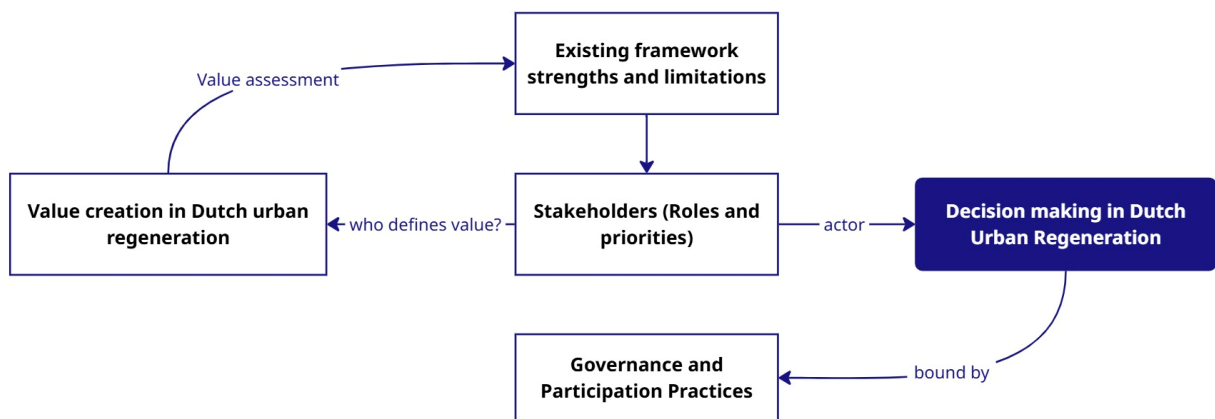 Existing framework
strengths and limitations
Value assessment
Value creation in Dutch urban
regeneration
who defines value?
Stakeholders (Roles and
priorities)
actor
Decision making in Dutch
Urban Regeneration
Governance and
Participation Practices
bound by